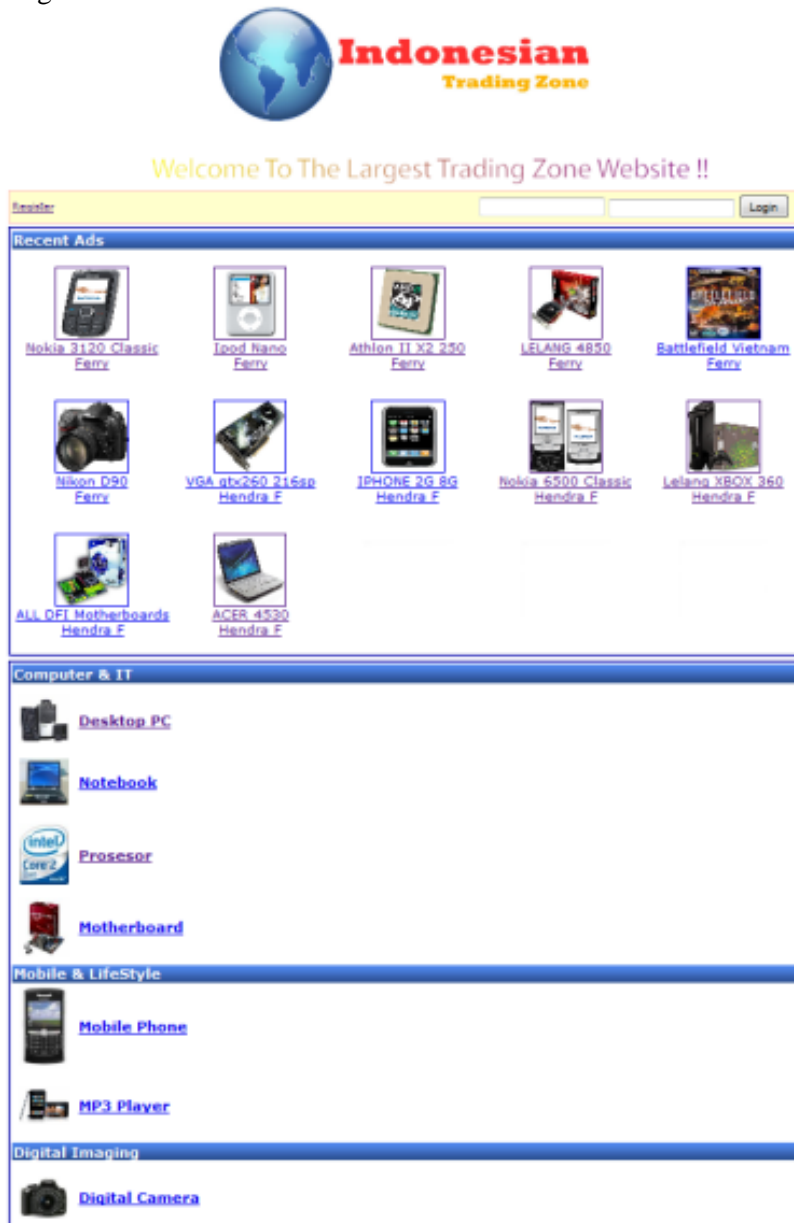 Indonesian
Trading Zone
Welcome To The Largest Trading Zone Website !!
Register
Login
Recent Ads
Nokia 3120 Classic
Ferry
Ipod Nano
Ferry
Athlon II X2 250
Ferry
LELANG 4850
Ferry
Battlefield Vietnam
Ferry
Nikon D90
Ferry
VGA gtx260 216sp
Hendra F
IPHONE 2G 8G
Hendra F
Nokia 6500 Classic
Hendra F
Lelang XBOX 360
Hendra F
ALL DFI Motherboards
Hendra F
ACER 4530
Hendra F
Computer & IT
Desktop PC
Notebook
intel
Core 2
Prosesor
Motherboard
Mobile & LifeStyle
Mobile Phone
MP3 Player
Digital Imaging
Digital Camera